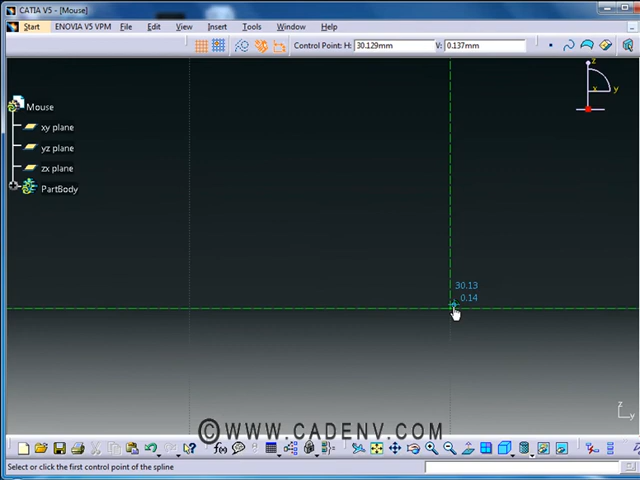 CATIA V5 - [Mouse]
Start ENOVIA V5 VPM File Edit View Insert Tools Window Help
Control Point: H: 30.129mm V: 0.137mm
z
x y
Mouse
xy plane
yz plane
zx plane
PartBody
30.13
0.14
z
y
©WWW.CADENV.COM
f(x)
Select or click the first control point of the spline